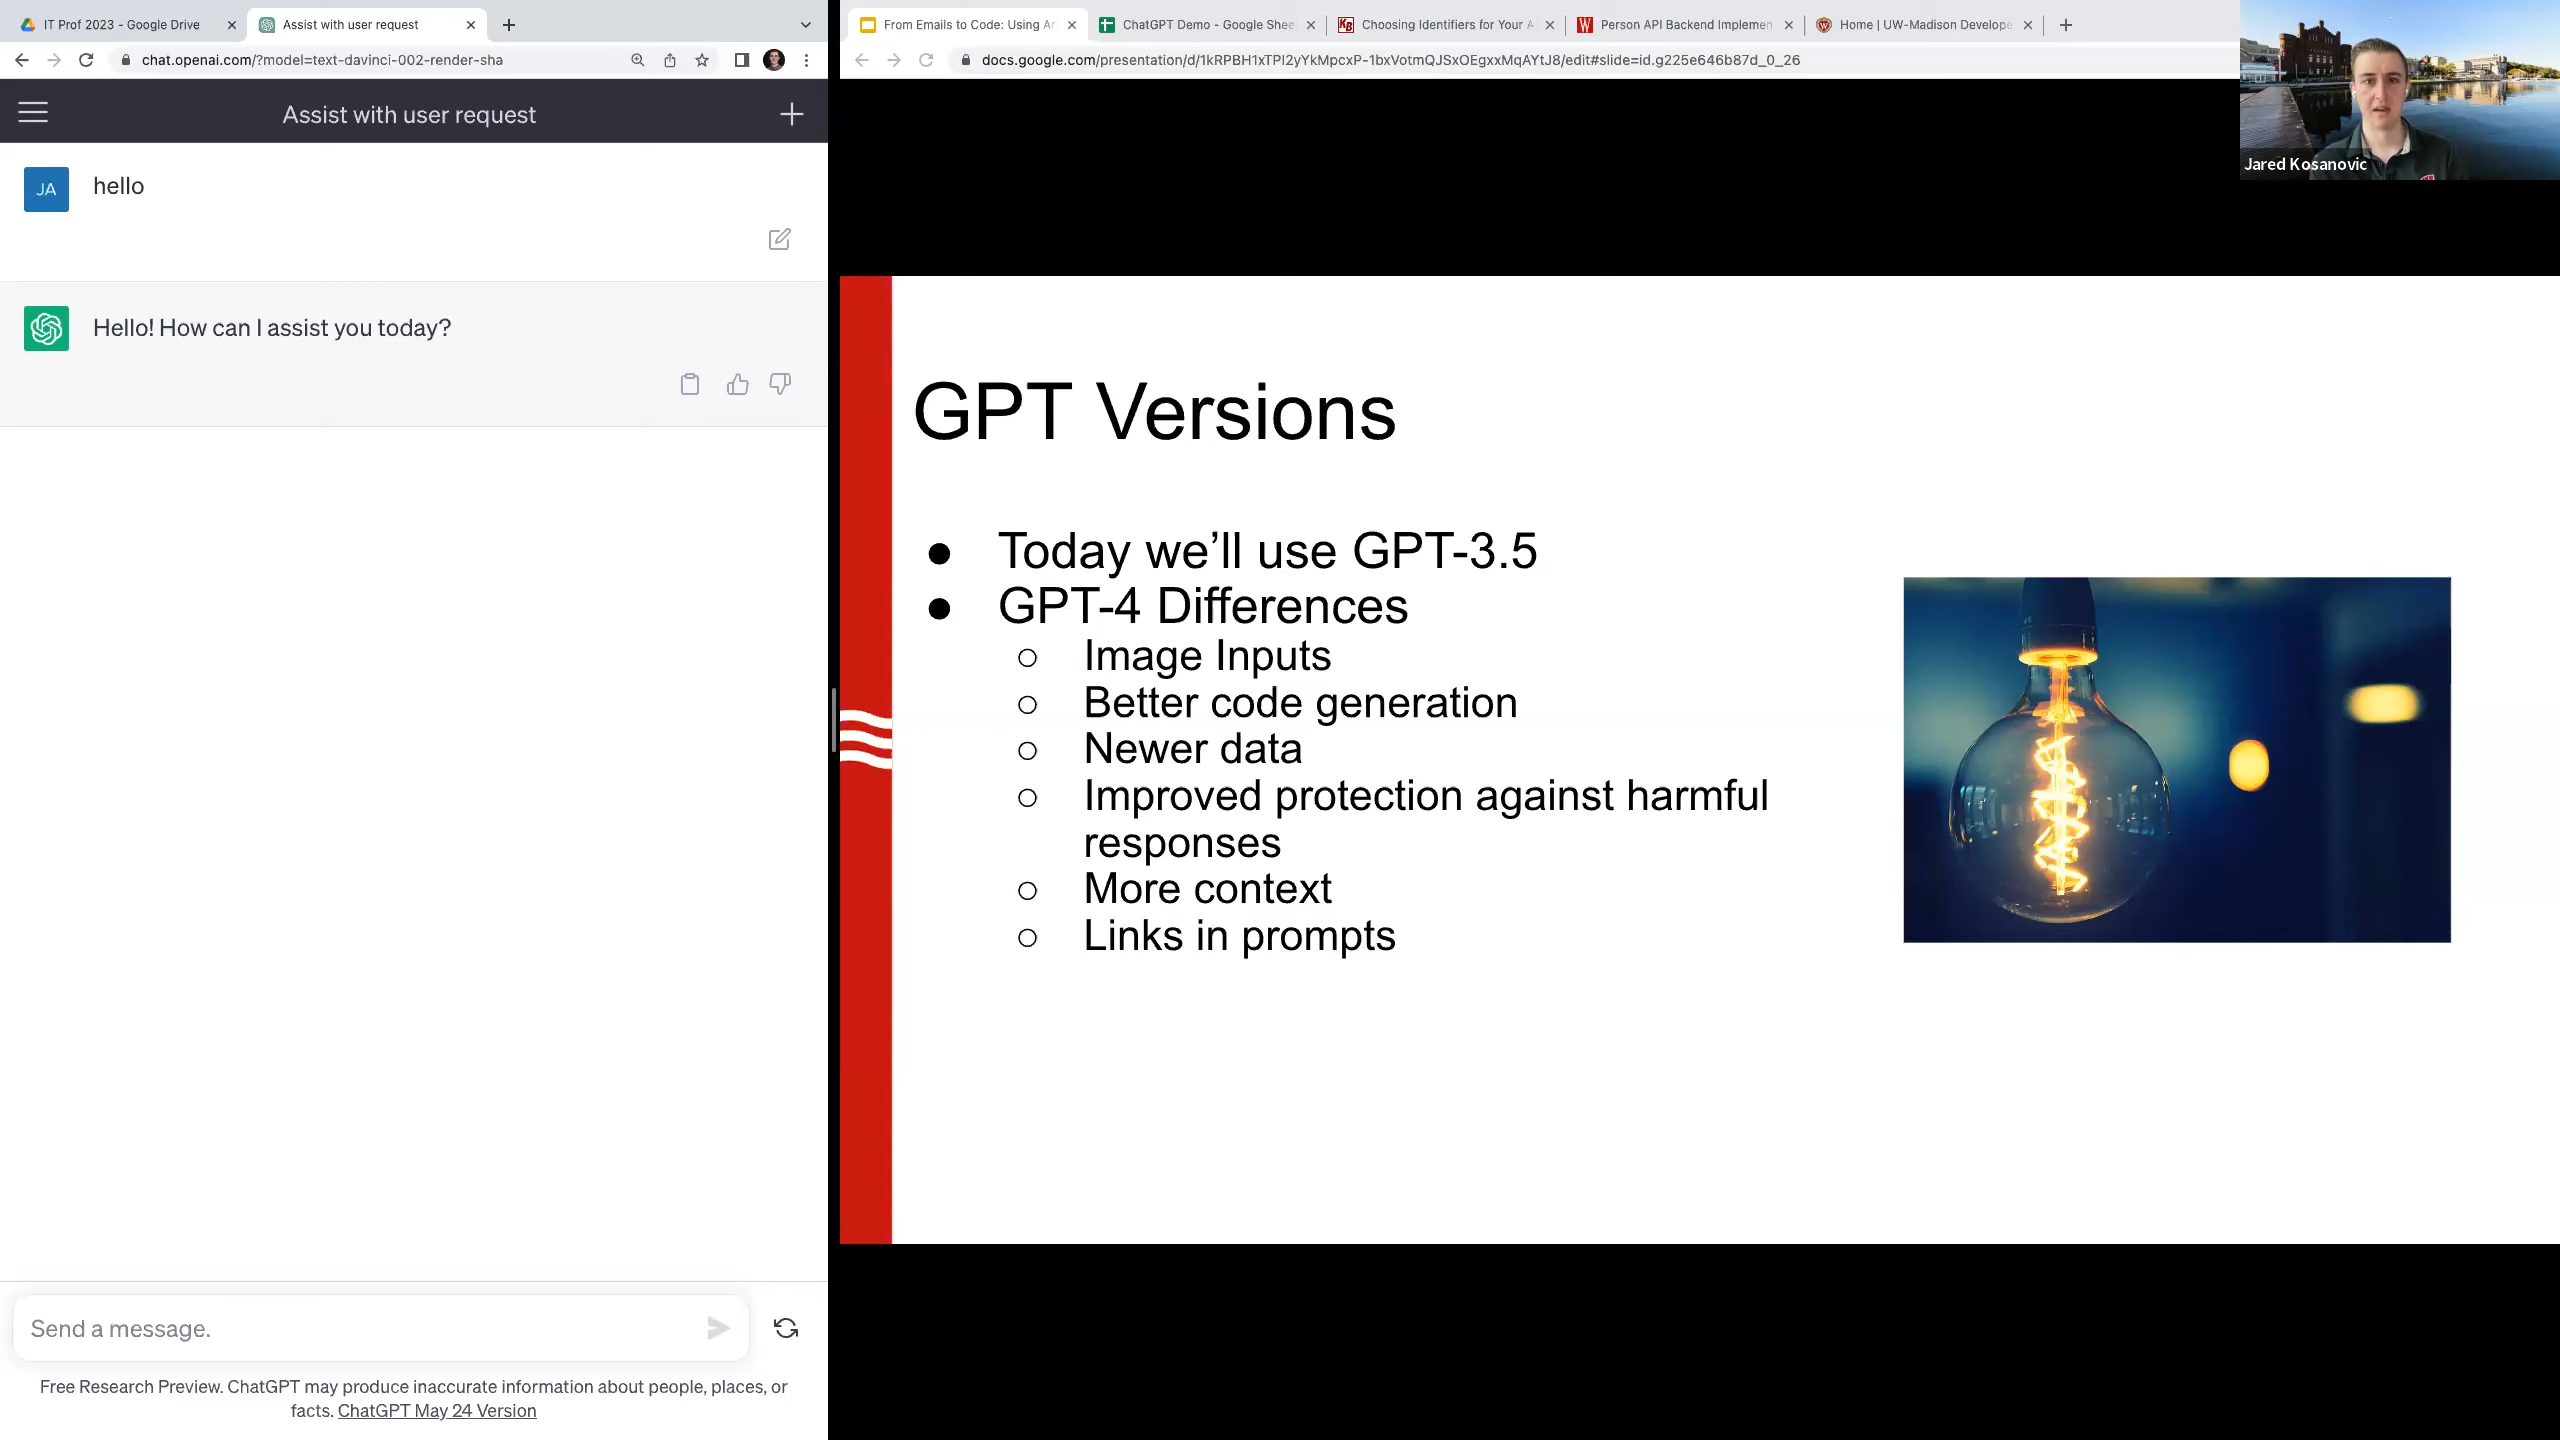 IT Prof 2023 - Google Drive
Assist with user request
chat.openai.com/?model=text-davinci-002-render-sha
Assist with user request
JA
hello
Hello! How can I assist you today?
Send a message.
Free Research Preview. ChatGPT may produce inaccurate information about people, places, or
facts. ChatGPT May 24 Version
From Emails to Code: Using Ar
ChatGPT Demo - Google Shee
KB
Choosing Identifiers for Your A
W
Person API Backend Implemen
Home | UW-Madison Develope
docs.google.com/presentation/d/1kRPBH1xTPl2yYkMpcxP-1bxVotmQJSxOEgxxMqAYtJ8/edit#slide=id.g225e646b87d_0_26
Jared Kosanovic
GPT Versions
● Today we’ll use GPT-3.5
● GPT-4 Differences
○ Image Inputs
○ Better code generation
○ Newer data
○ Improved protection against harmful
responses
○ More context
○ Links in prompts